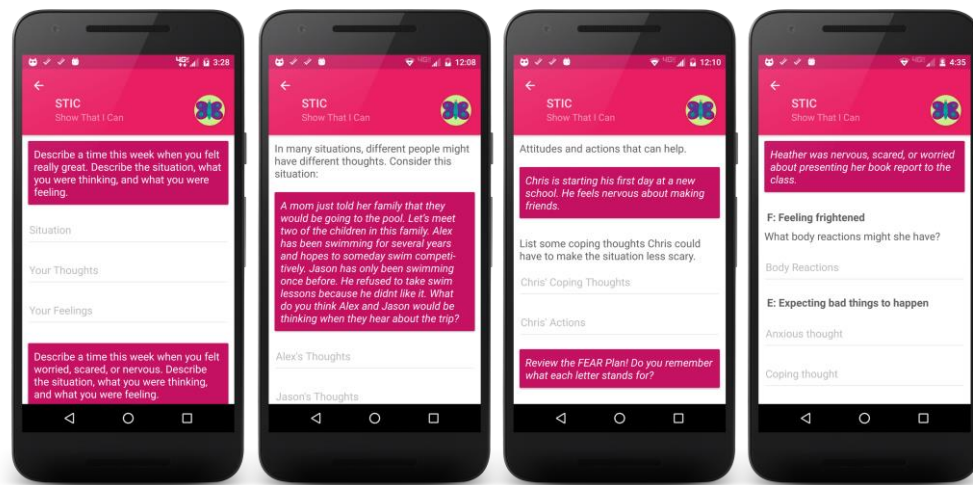 3:28
STIC
Show That I Can
Describe a time this week when you felt
really great. Describe the situation, what
you were thinking, and what you were
feeling.
Situation
Your Thoughts
Your Feelings
Describe a time this week when you felt
worried, scared, or nervous. Describe
the situation, what you were thinking,
and what you were feeling.
12:08
STIC
Show That I Can
In many situations, different people might
have different thoughts. Consider this
situation:
A mom just told her family that they
would be going to the pool. Let's meet
two of the children in this family. Alex
has been swimming for several years
and hopes to someday swim competi-
tively. Jason has only been swimming
once before. He refused to take swim
lessons because he didnt like it. What
do you think Alex and Jason would be
thinking when they hear about the trip?
Alex's Thoughts
Jason's Thoughts
12:10
STIC
Show That I Can
Attitudes and actions that can help.
Chris is starting his first day at a new
school. He feels nervous about making
friends.
List some coping thoughts Chris could
have to make the situation less scary.
Chris' Coping Thoughts
Chris' Actions
Review the FEAR Plan! Do you remember
what each letter stands for?
4:35
STIC
Show That I Can
Heather was nervous, scared, or worried
about presenting her book report to the
class.
F: Feeling frightened
What body reactions might she have?
Body Reactions
E: Expecting bad things to happen
Anxious thought
Coping thought